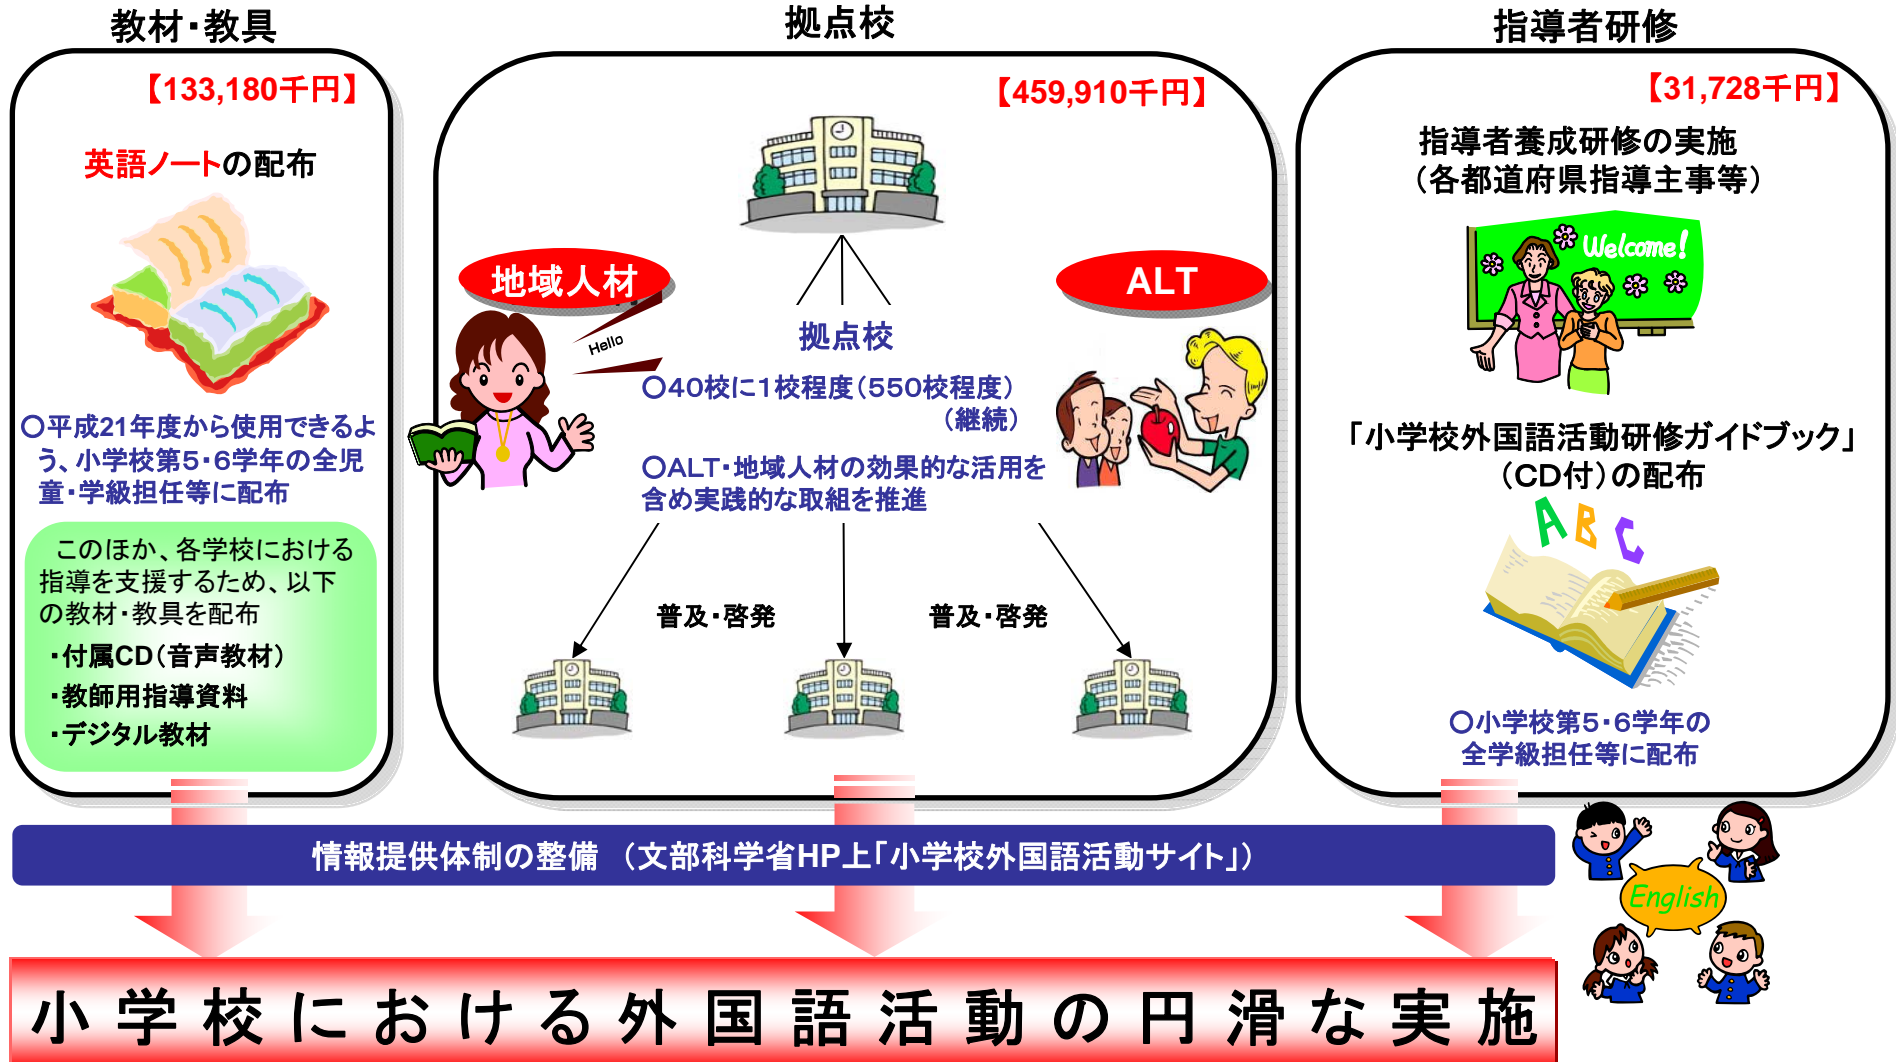 教材・教具
【133,180千円】
英語ノートの配布
○平成21年度から使用できるよ
う、小学校第5・6学年の全児
童・学級担任等に配布
このほか、各学校における
指導を支援するため、以下
の教材・教具を配布
・付属CD（音声教材）
・教師用指導資料
・デジタル教材
拠点校
【459,910千円】
地域人材
ALT
Hello
拠点校
○40校に1校程度（550校程度）
（継続）
○ALT・地域人材の効果的な活用を
含め実践的な取組を推進
普及・啓発
普及・啓発
指導者研修
【31,728千円】
指導者養成研修の実施
（各都道府県指導主事等）
Welcome!
「小学校外国語活動研修ガイドブック」
（CD付）の配布
A B C
○小学校第5・6学年の
全学級担任等に配布
情報提供体制の整備　（文部科学省HP上「小学校外国語活動サイト」）
English
小学校における外国語活動の円滑な実施